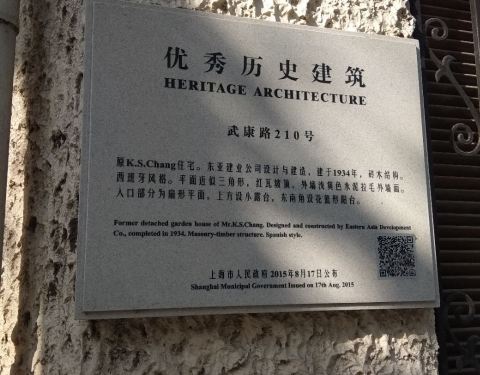 优秀历史建筑
HERITAGE ARCHITECTURE
武康路210号
原K.S.Chang住宅。东亚建业公司设计与建造，建于1934年，砖木结构。
西班牙风格。平面近似三角形，红瓦坡顶，外墙浅黄色水泥拉毛外墙面。
入口部分为扇形平面，上方设小露台，东南角设花篮形阳台。
Former detached garden house of Mr.K.S.Chang. Designed and constructed by Eastern Asia Development
Co., completed in 1934. Masonry-timber structure. Spanish style.
上海市人民政府2015年8月17日公布
Shanghai Municipal Government Issued on 17th Aug. 2015